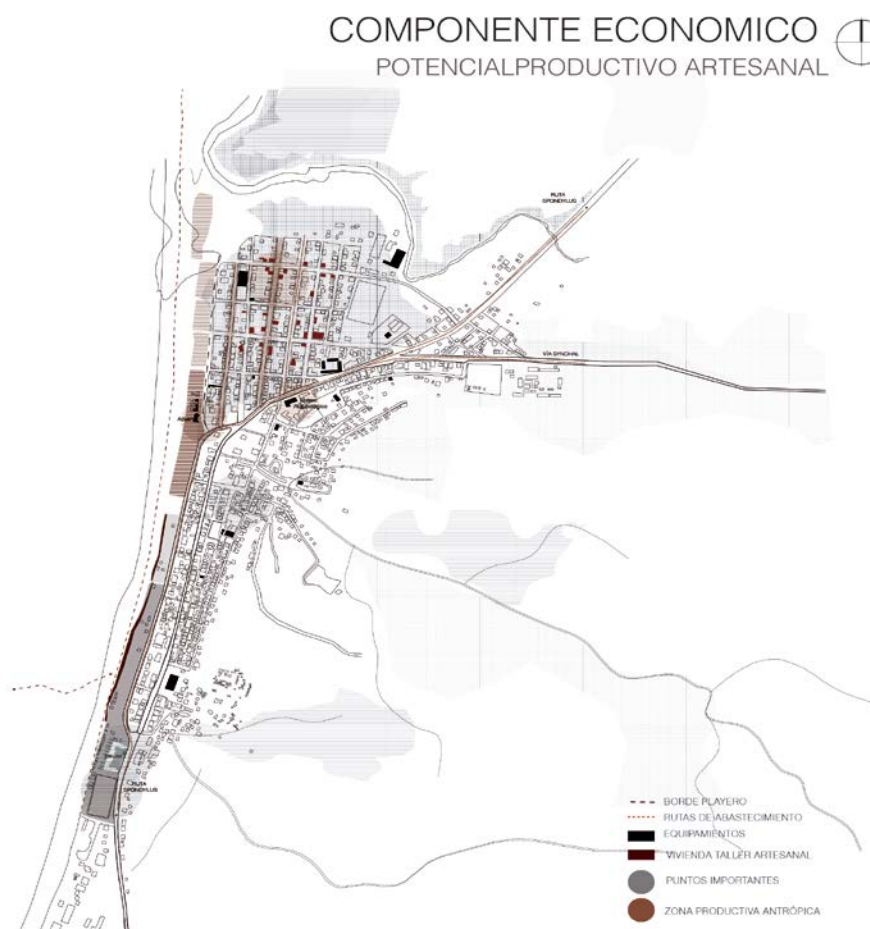 COMPONENTE ECONOMICO
POTENCIALPRODUCTIVO ARTESANAL
RUTA
SPONDYLUS
VÍA SINCHAL
RUTA
SPONDYLUS
BORDE PLAYERO
RUTAS DE ABASTECIMIENTO
EQUIPAMIENTOS
VIVIENDA TALLER ARTESANAL
PUNTOS IMPORTANTES
ZONA PRODUCTIVA ANTRÓPICA